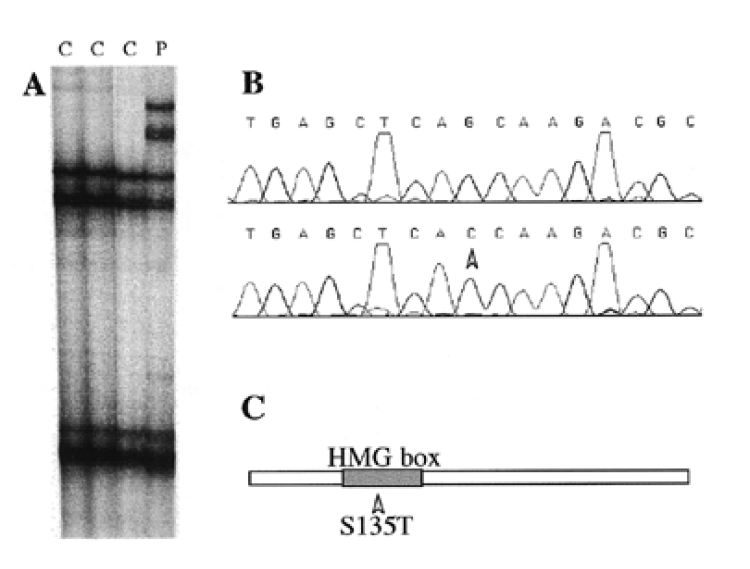 C C C P
A
B
T G A G C T C A G C A A G A C G C
T G A G C T C A C C A A G A C G C
C
HMG box
S135T